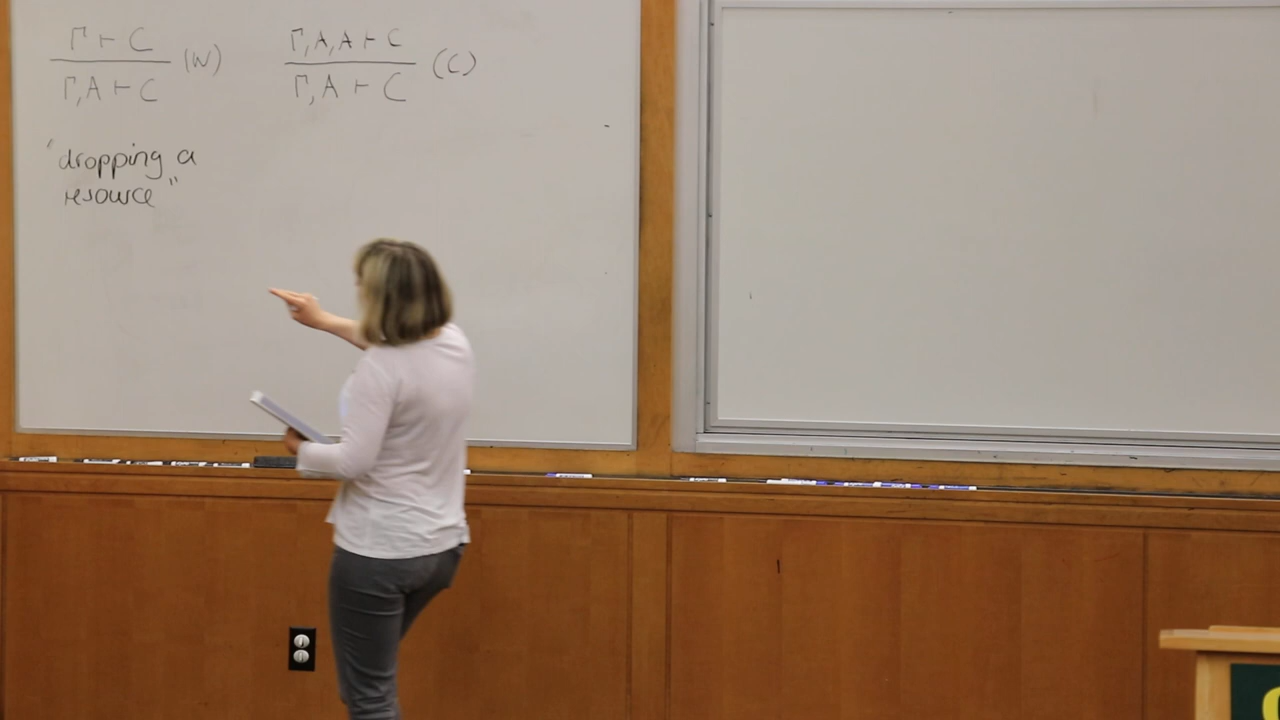 Γ ⊢ C
Γ, A ⊢ C (W)
Γ, A, A ⊢ C
Γ, A ⊢ C (C)
"dropping a
resource"